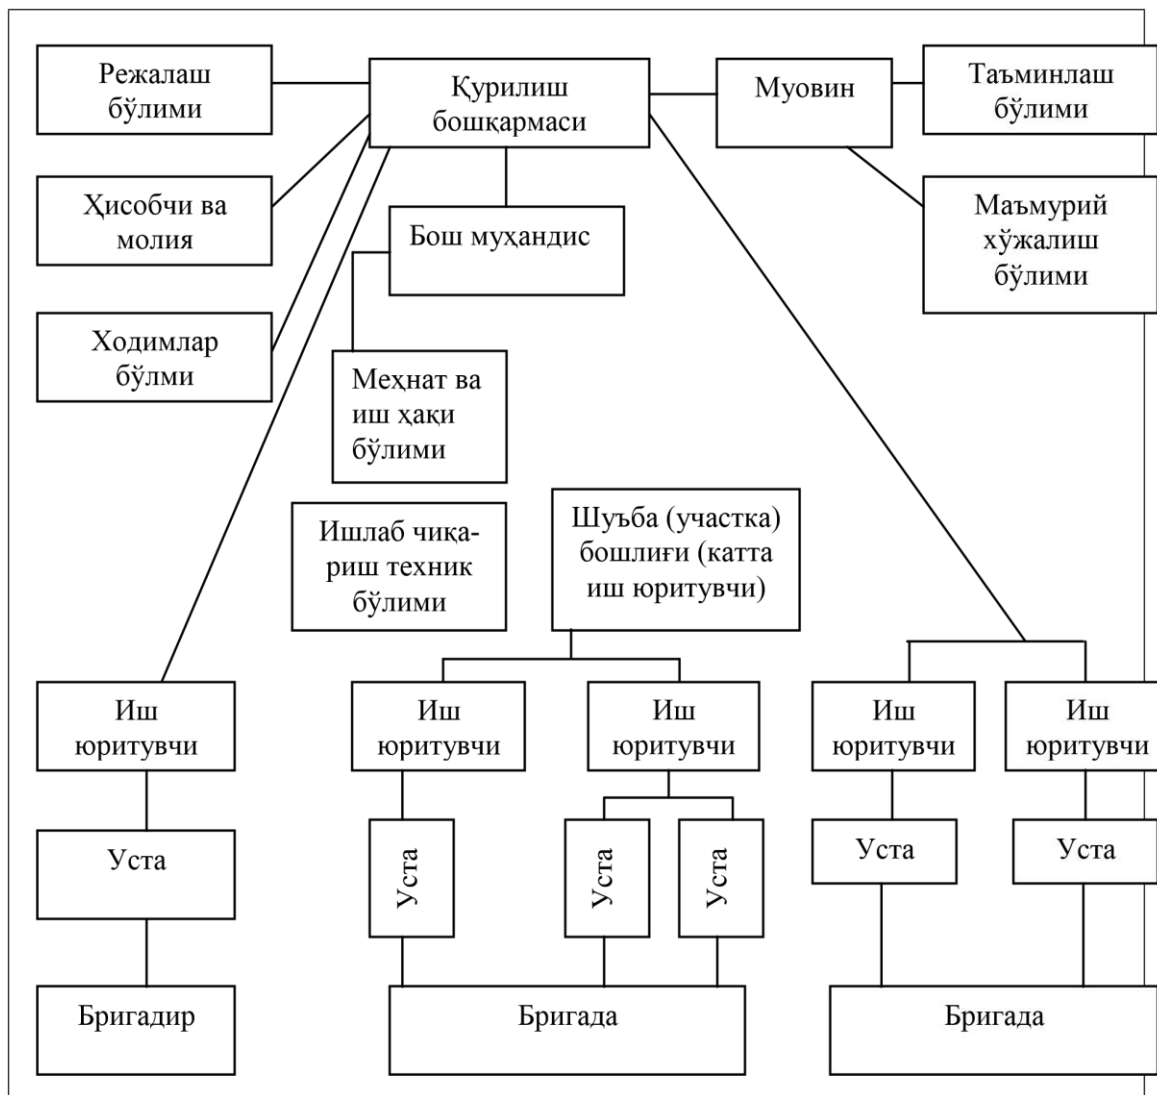 Режалаш
бўлими
Қурилиш
бошқармаси
Муовин
Таъминлаш
бўлими
Ҳисобчи ва
молия
Бош муҳандис
Маъмурий
хўжалиш
бўлими
Ходимлар
бўлми
Меҳнат ва
иш ҳақи
бўлими
Ишлаб чиқа-
риш техник
бўлими
Шуъба (участка)
бошлиғи (катта
иш юритувчи)
Иш
юритувчи
Иш
юритувчи
Иш
юритувчи
Иш
юритувчи
Иш
юритувчи
Уста
Уста
Уста
Уста
Уста
Уста
Бригадир
Бригада
Бригада